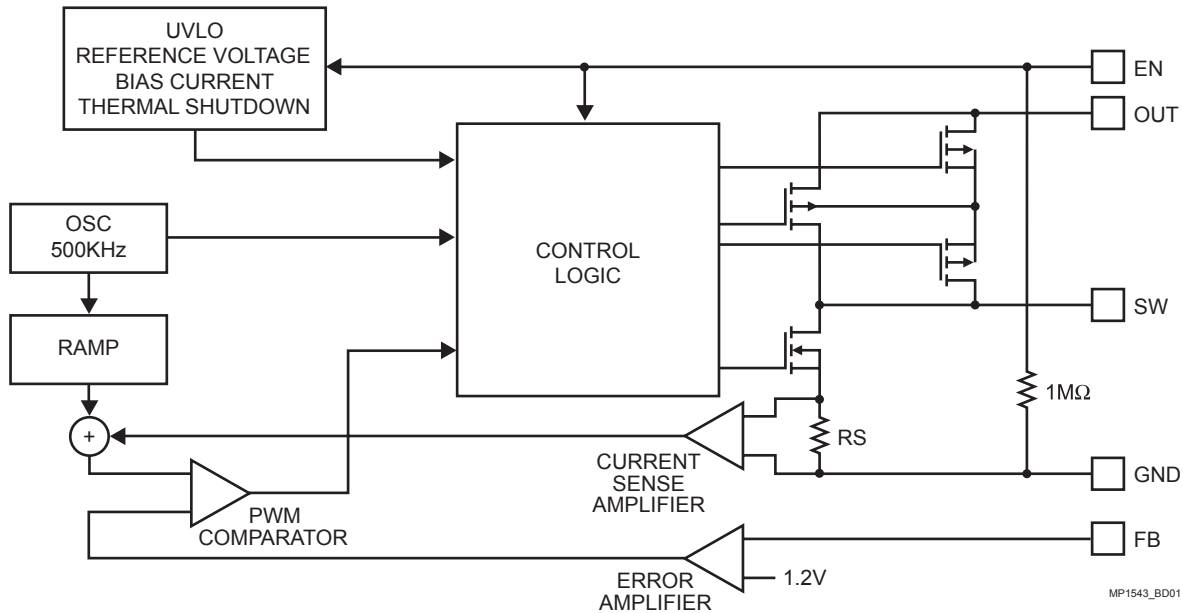 UVLO
REFERENCE VOLTAGE
BIAS CURRENT
THERMAL SHUTDOWN
EN
OUT
OSC
500KHz
CONTROL
LOGIC
SW
RAMP
1MΩ
+
RS
CURRENT
SENSE
AMPLIFIER
GND
PWM
COMPARATOR
FB
1.2V
ERROR
AMPLIFIER
MP1543_BD01